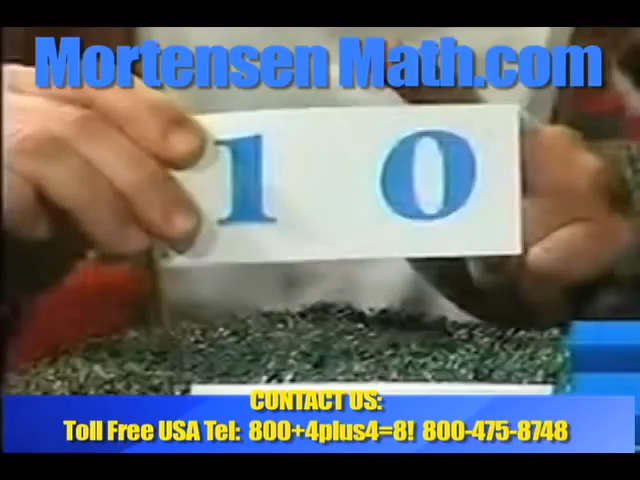 Mortensen Math.com
1 0
CONTACT US:
Toll Free USA Tel: 800+4plus4=8! 800-475-8748